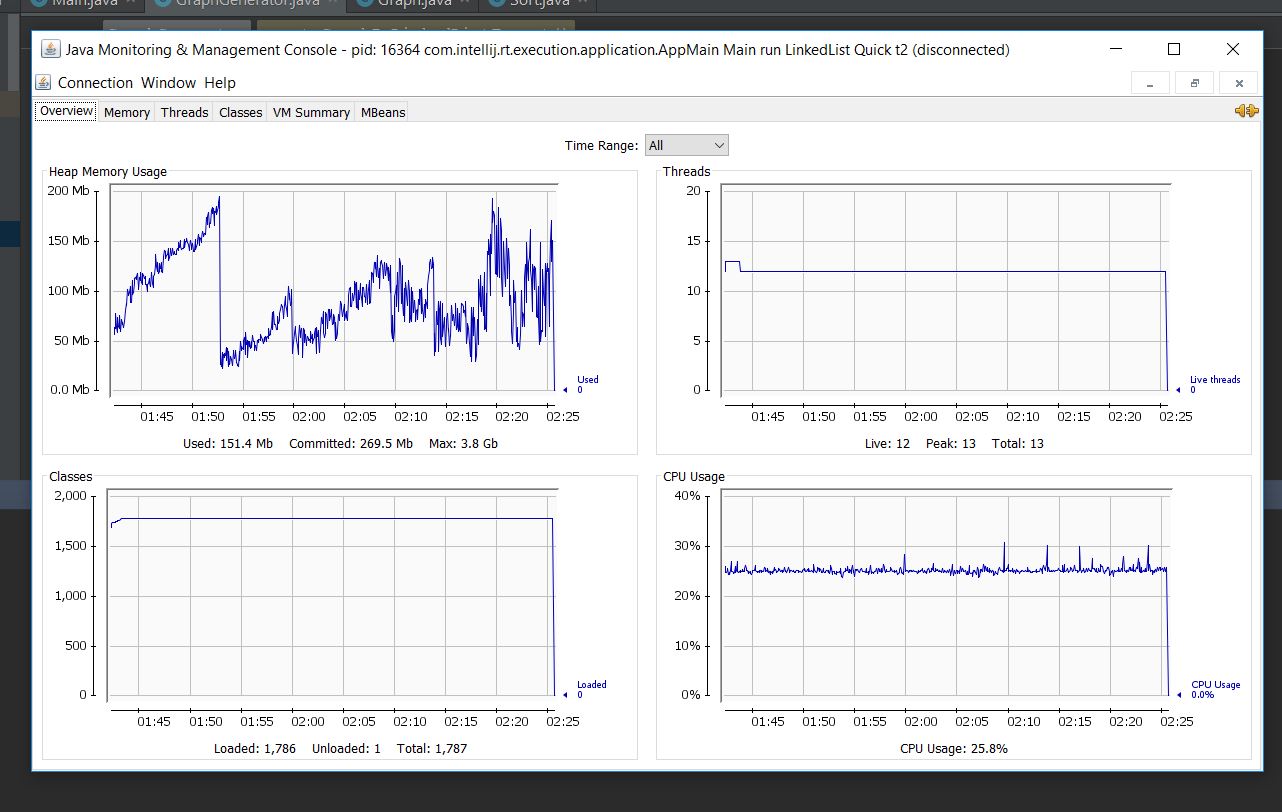 Main.java GraphGenerator.java Graph.java Sort.java
Java Monitoring & Management Console - pid: 16364 com.intellij.rt.execution.application.AppMain Main run LinkedList Quick t2 (disconnected)
Connection Window Help
Overview Memory Threads Classes VM Summary MBeans
Time Range: All
Heap Memory Usage
200 Mb
150 Mb
100 Mb
50 Mb
0.0 Mb
Used
0
01:45 01:50 01:55 02:00 02:05 02:10 02:15 02:20 02:25
Used: 151.4 Mb Committed: 269.5 Mb Max: 3.8 Gb
Threads
20
15
10
5
0
Live threads
0
01:45 01:50 01:55 02:00 02:05 02:10 02:15 02:20 02:25
Live: 12 Peak: 13 Total: 13
Classes
2,000
1,500
1,000
500
0
Loaded
0
01:45 01:50 01:55 02:00 02:05 02:10 02:15 02:20 02:25
Loaded: 1,786 Unloaded: 1 Total: 1,787
CPU Usage
40%
30%
20%
10%
0%
CPU Usage
0.0%
01:45 01:50 01:55 02:00 02:05 02:10 02:15 02:20 02:25
CPU Usage: 25.8%